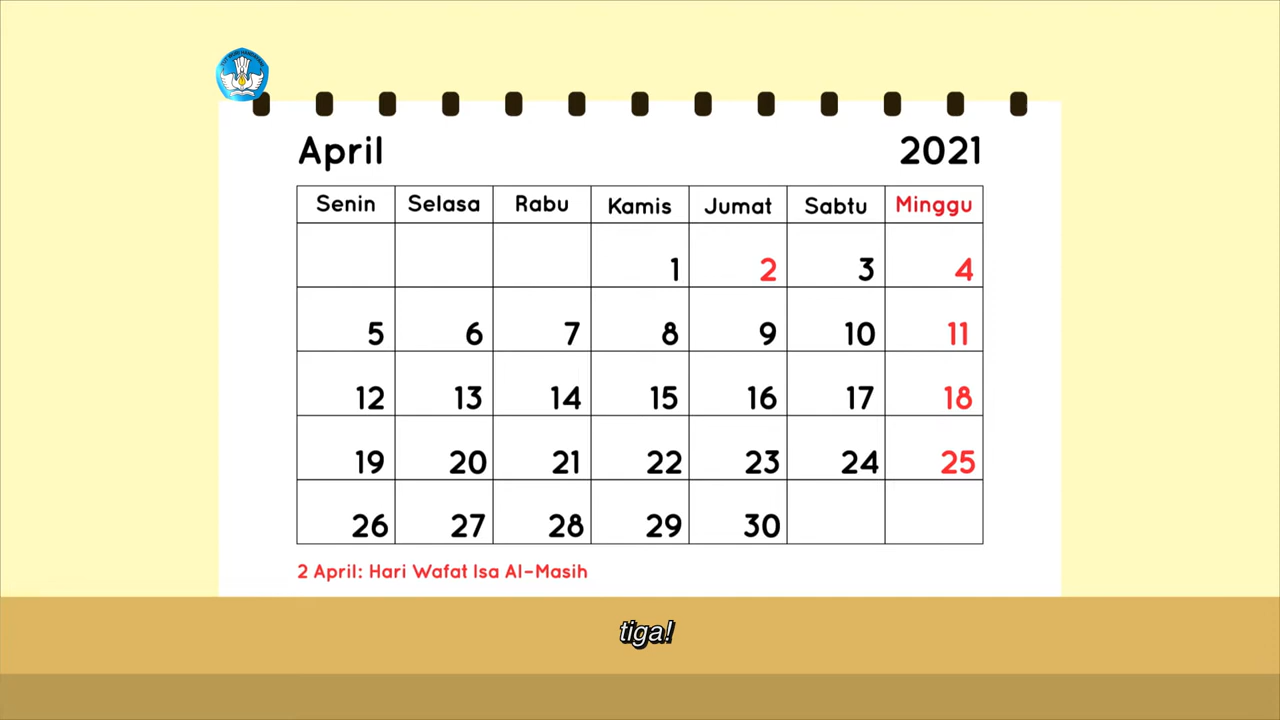 April 2021
Senin Selasa Rabu Kamis Jumat Sabtu Minggu
1 2 3 4
5 6 7 8 9 10 11
12 13 14 15 16 17 18
19 20 21 22 23 24 25
26 27 28 29 30
2 April: Hari Wafat Isa Al-Masih
tiga!